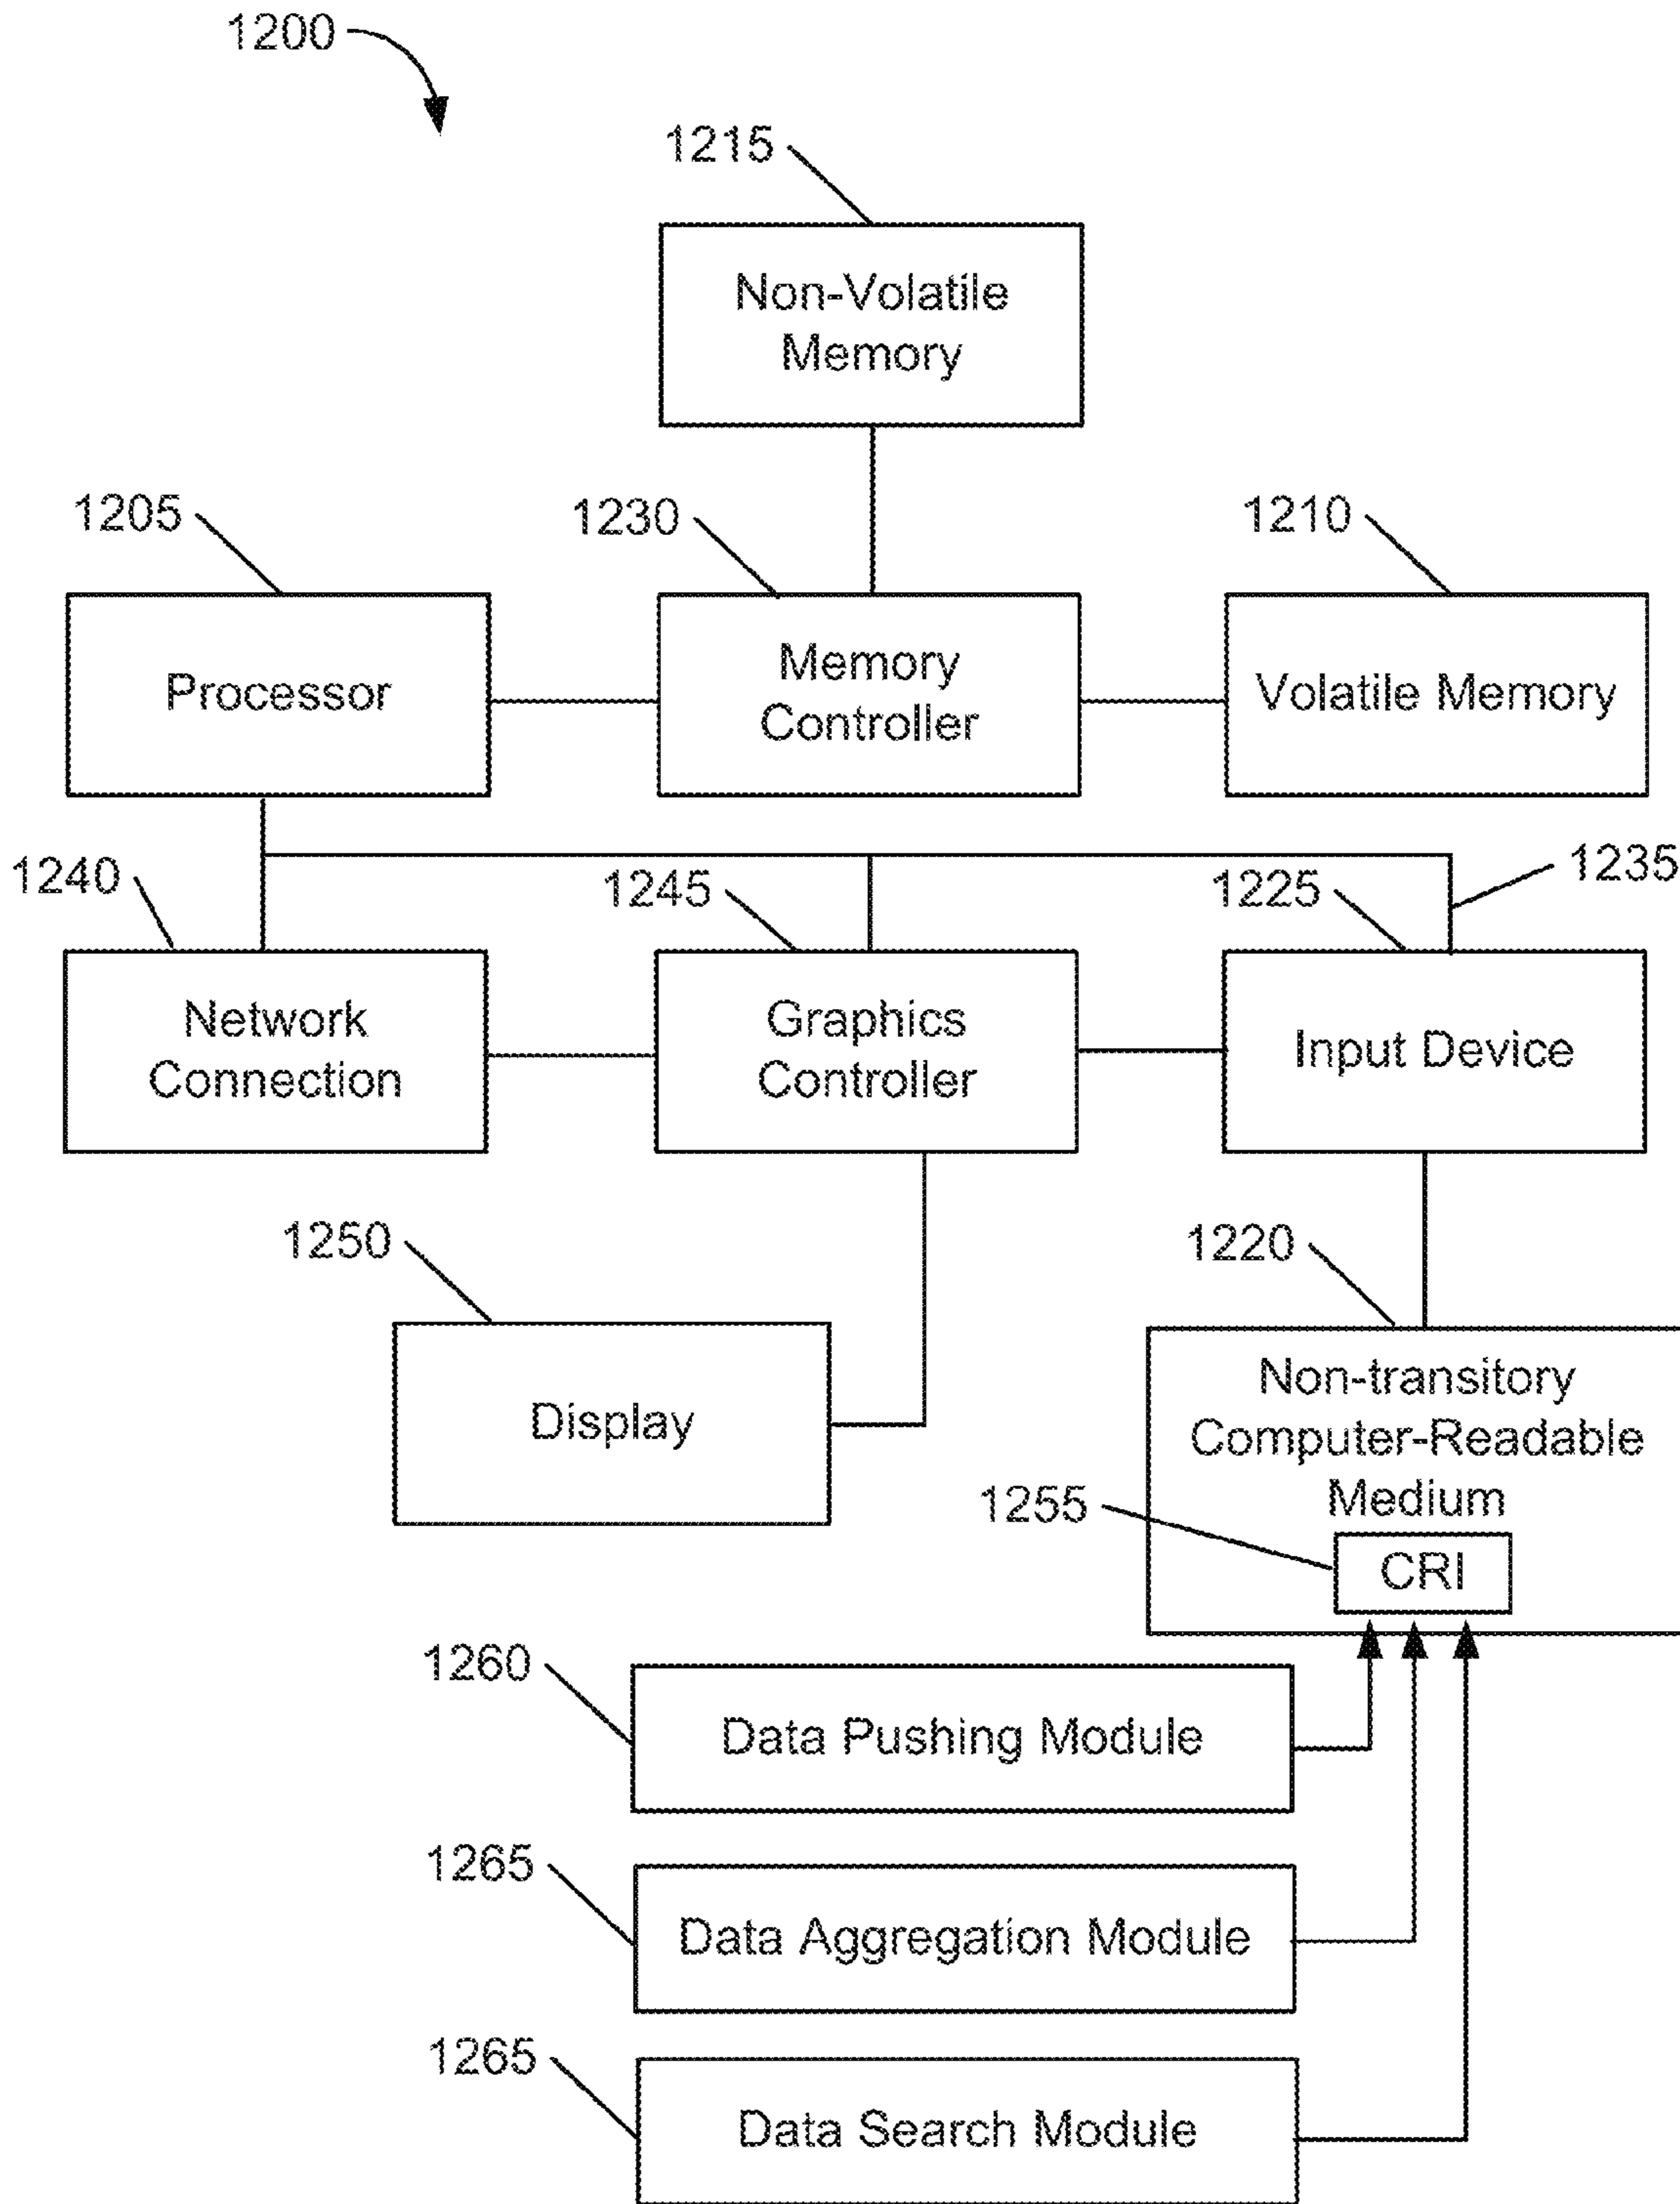 1200
1215
Non-Volatile
Memory
1205
1230
1210
Processor
Memory
Controller
Volatile Memory
1240
1245
1225
1235
Network
Connection
Graphics
Controller
Input Device
1250
1220
Display
Non-transitory
Computer-Readable
Medium
1255
CRI
1260
Data Pushing Module
1265
Data Aggregation Module
1265
Data Search Module